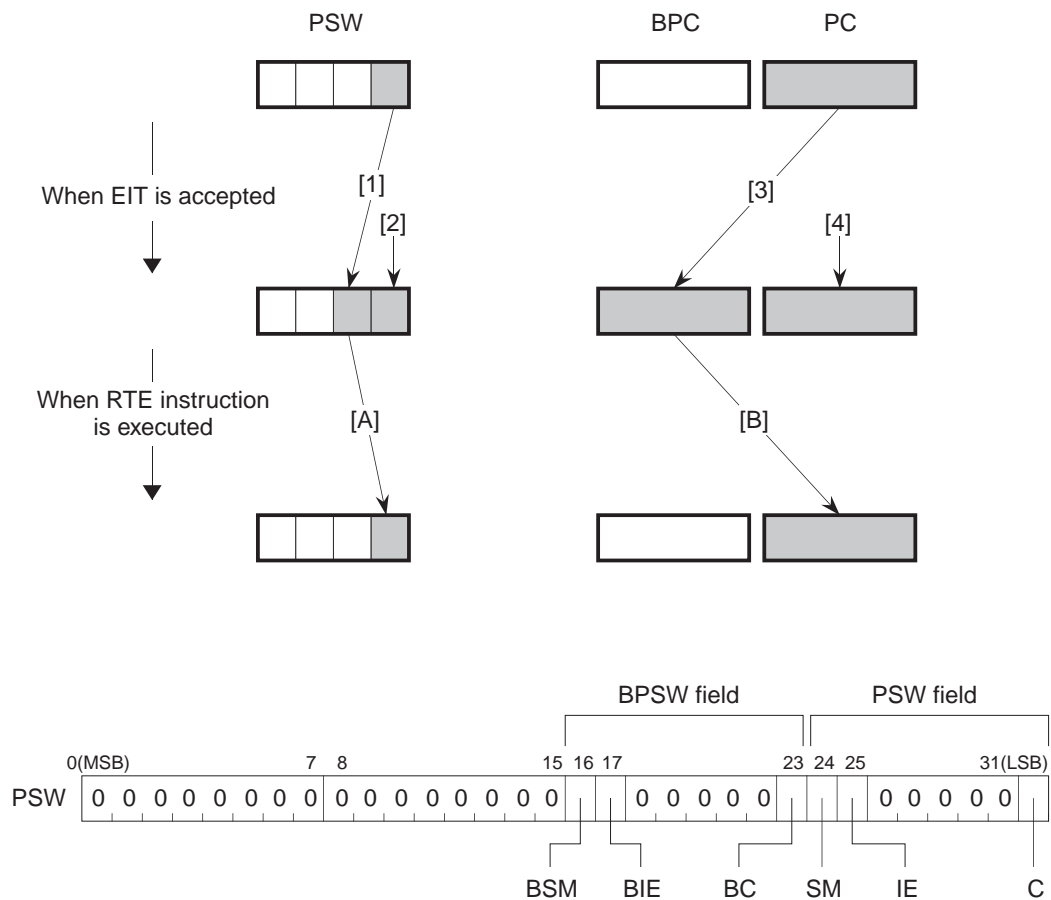 PSW BPC PC
[1]
When EIT is accepted
[3]
[2] [4]
When RTE instruction
is executed
[A] [B]
BPSW field PSW field
0(MSB) 7 8 15 16 17 23 24 25 31(LSB)
PSW 0 0 0 0 0 0 0 0 0 0 0 0 0 0 0 0 0 0 0 0 0 0 0 0 0 0
BSM BIE BC SM IE C